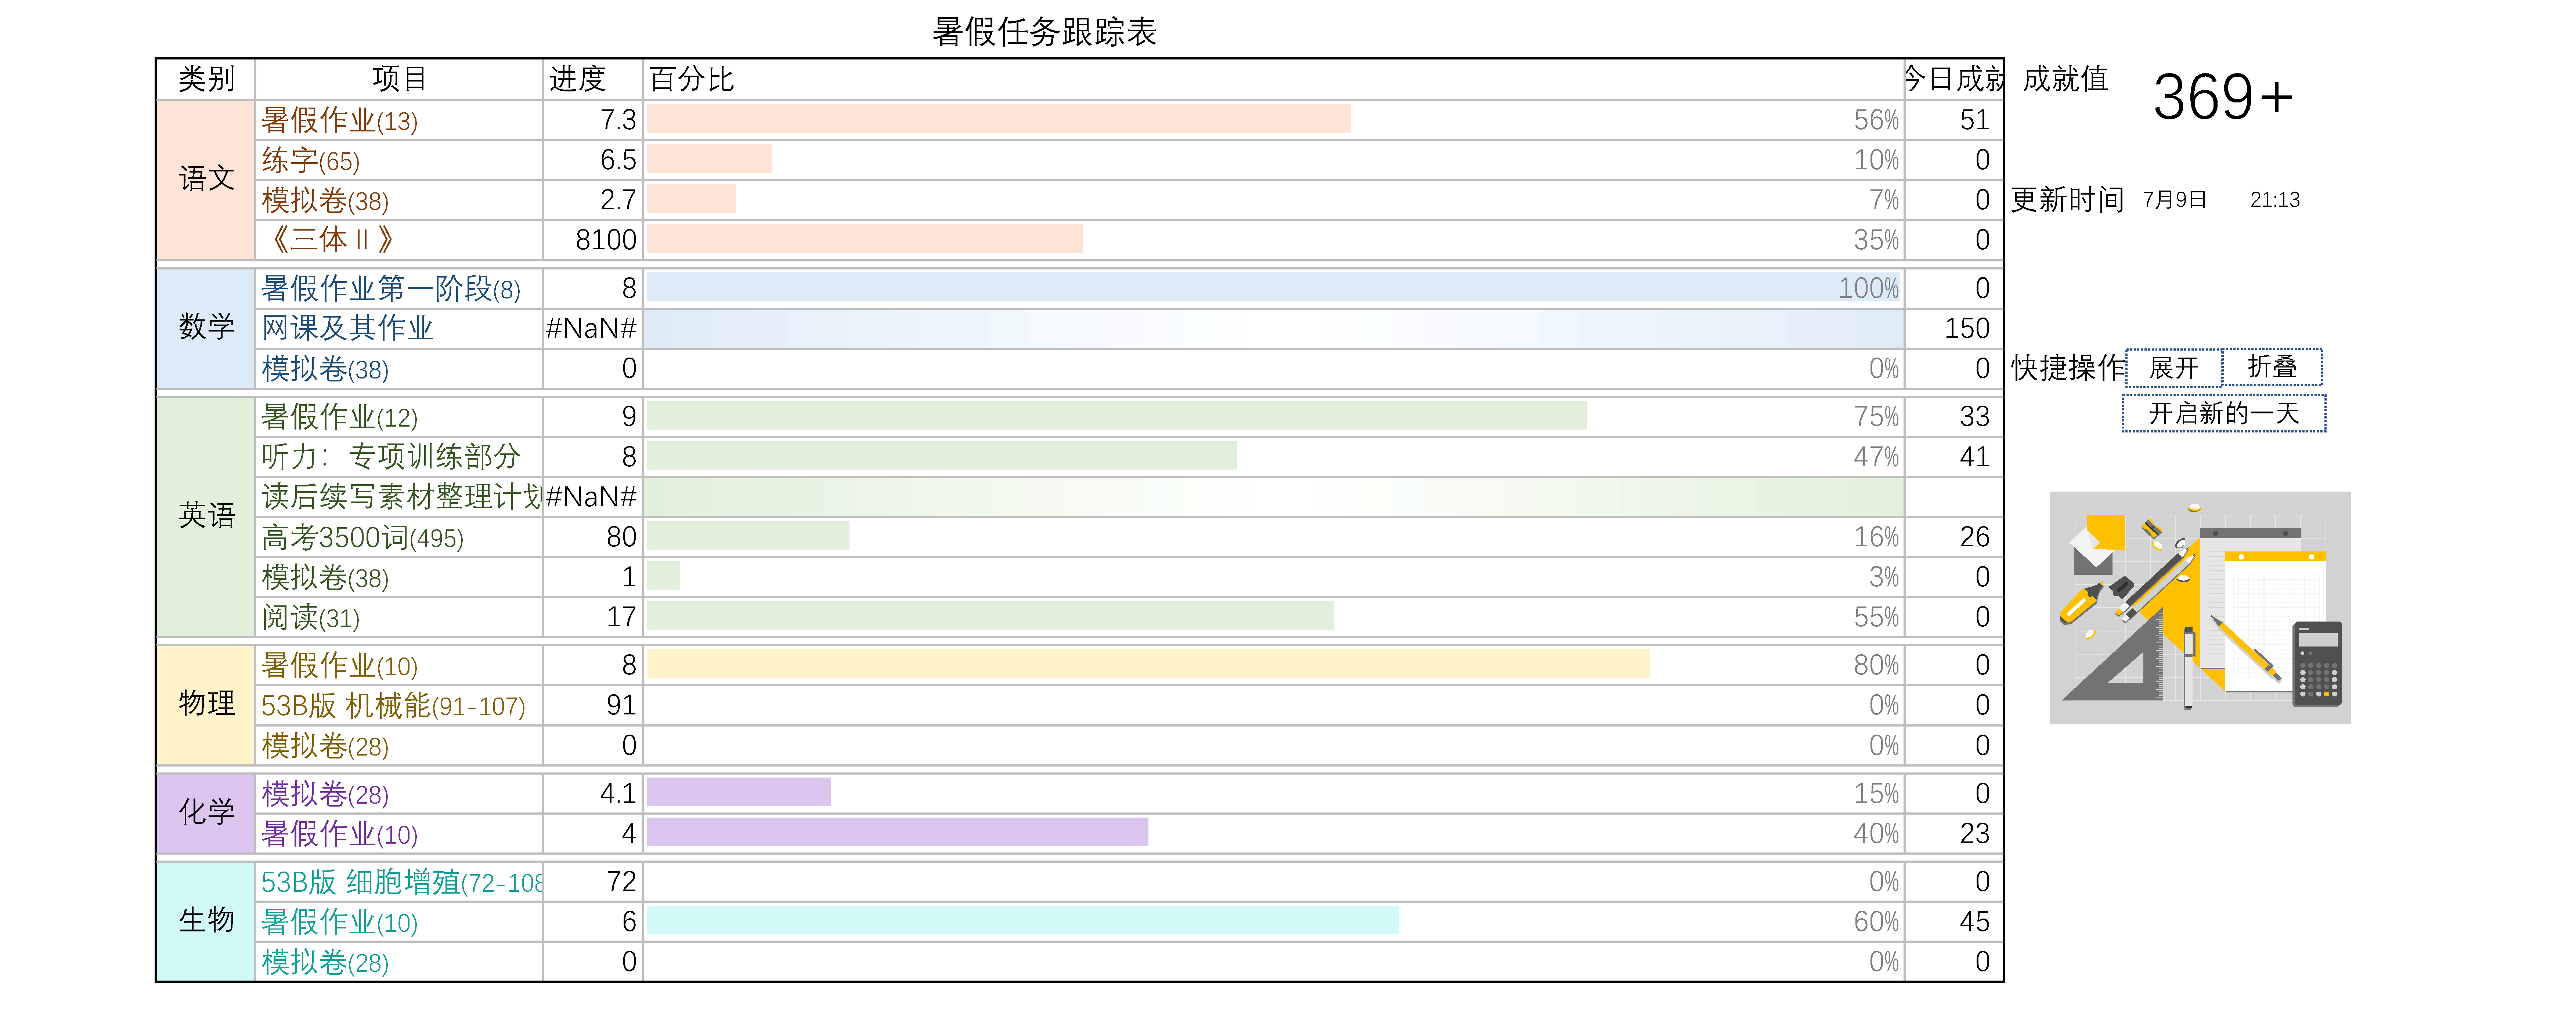 暑假任务跟踪表
类别 项目 进度 百分比 今日成就 成就值 369+
语文 暑假作业(13) 7.3 56% 51
练字(65) 6.5 10% 0
模拟卷(38) 2.7 7% 0 更新时间 7月9日 21:13
《三体Ⅱ》 8100 35% 0
数学 暑假作业第一阶段(8) 8 100% 0
网课及其作业 #NaN# 150
模拟卷(38) 0 0% 0 快捷操作 展开 折叠
开启新的一天
英语 暑假作业(12) 9 75% 33
听力：专项训练部分 8 47% 41
读后续写素材整理计划 #NaN#
高考3500词(495) 80 16% 26
模拟卷(38) 1 3% 0
阅读(31) 17 55% 0
物理 暑假作业(10) 8 80% 0
53B版 机械能(91-107) 91 0% 0
模拟卷(28) 0 0% 0
化学 模拟卷(28) 4.1 15% 0
暑假作业(10) 4 40% 23
生物 53B版 细胞增殖(72-108 72 0% 0
暑假作业(10) 6 60% 45
模拟卷(28) 0 0% 0